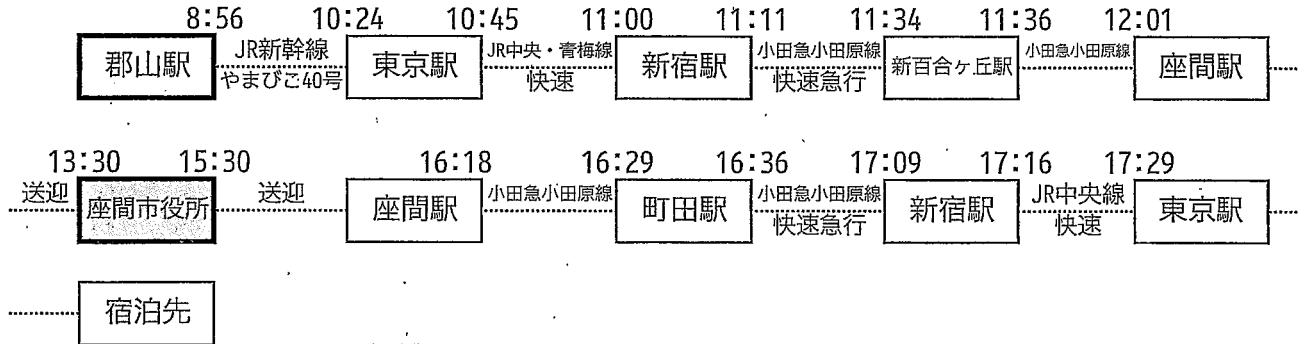 8:56 10:24 10:45 11:00 11:11 11:34 11:36 12:01
郡山駅 JR新幹線 やまびこ40号 東京駅 JR中央・青梅線 快速 新宿駅 小田急小田原線 快速急行 新百合ヶ丘駅 小田急小田原線 座間駅
13:30 15:30 16:18 16:29 16:36 17:09 17:16 17:29
送迎 座間市役所 送迎 座間駅 小田急小田原線 町田駅 小田急小田原線 快速急行 新宿駅 JR中央線 快速 東京駅
宿泊先